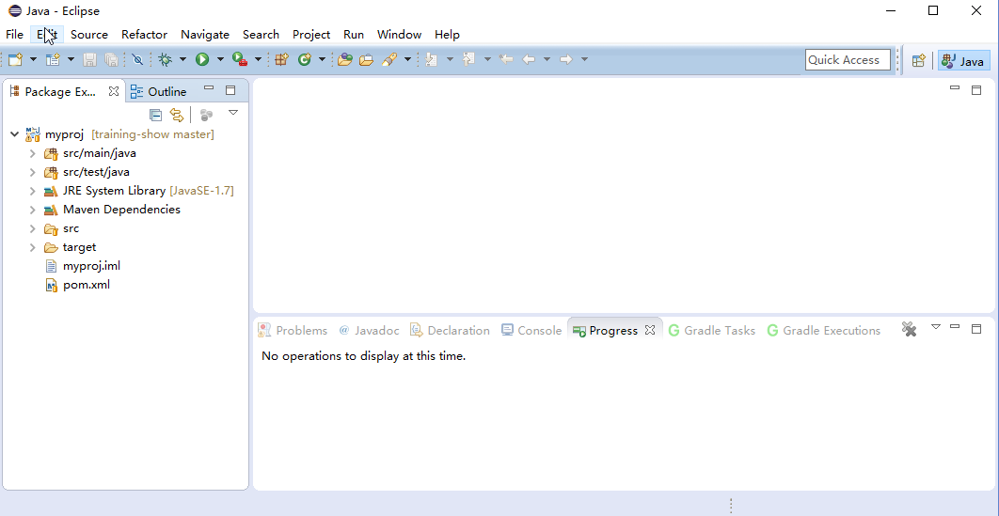 Java - Eclipse
File Edit Source Refactor Navigate Search Project Run Window Help
Quick Access Java
Package Ex... Outline
myproj [training-show master]
src/main/java
src/test/java
JRE System Library [JavaSE-1.7]
Maven Dependencies
src
target
myproj.iml
pom.xml
Problems @ Javadoc Declaration Console Progress Gradle Tasks Gradle Executions
No operations to display at this time.